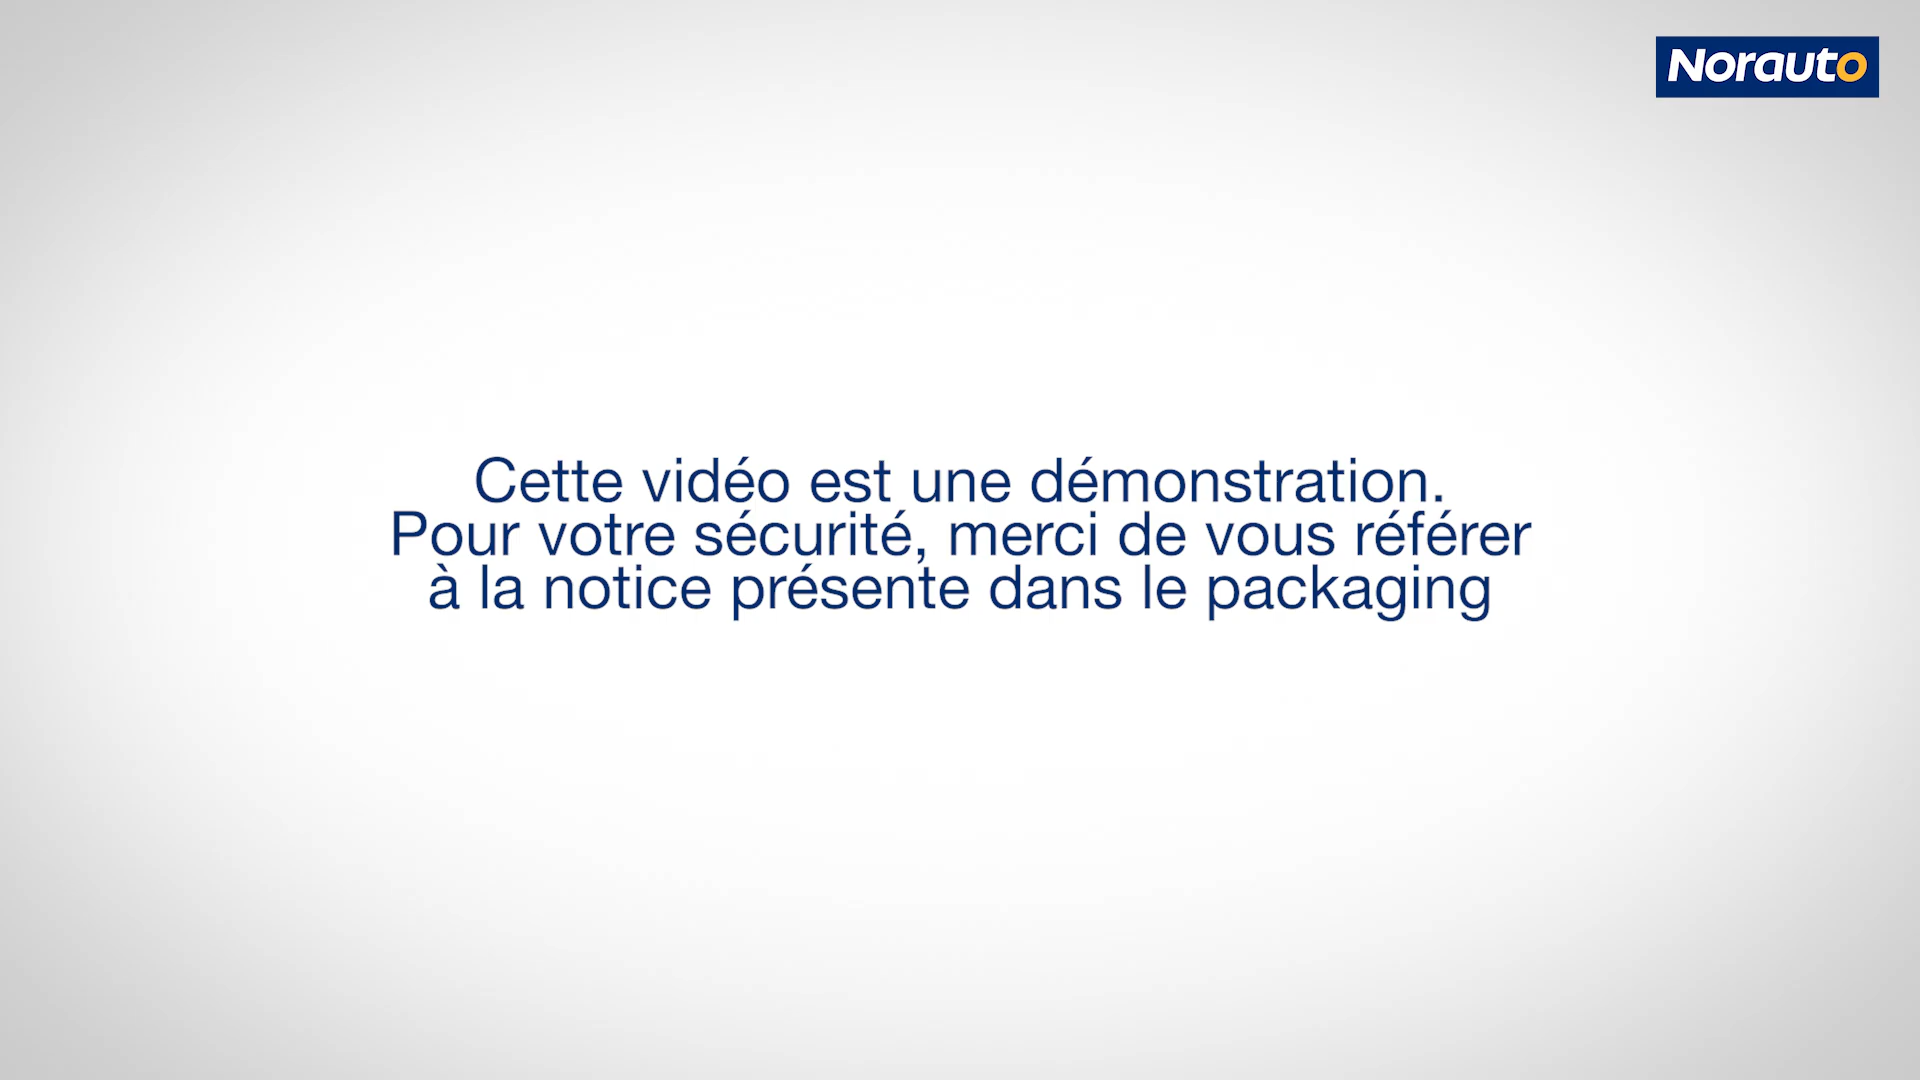 Norauto
Cette vidéo est une démonstration.
Pour votre sécurité, merci de vous référer
à la notice présente dans le packaging